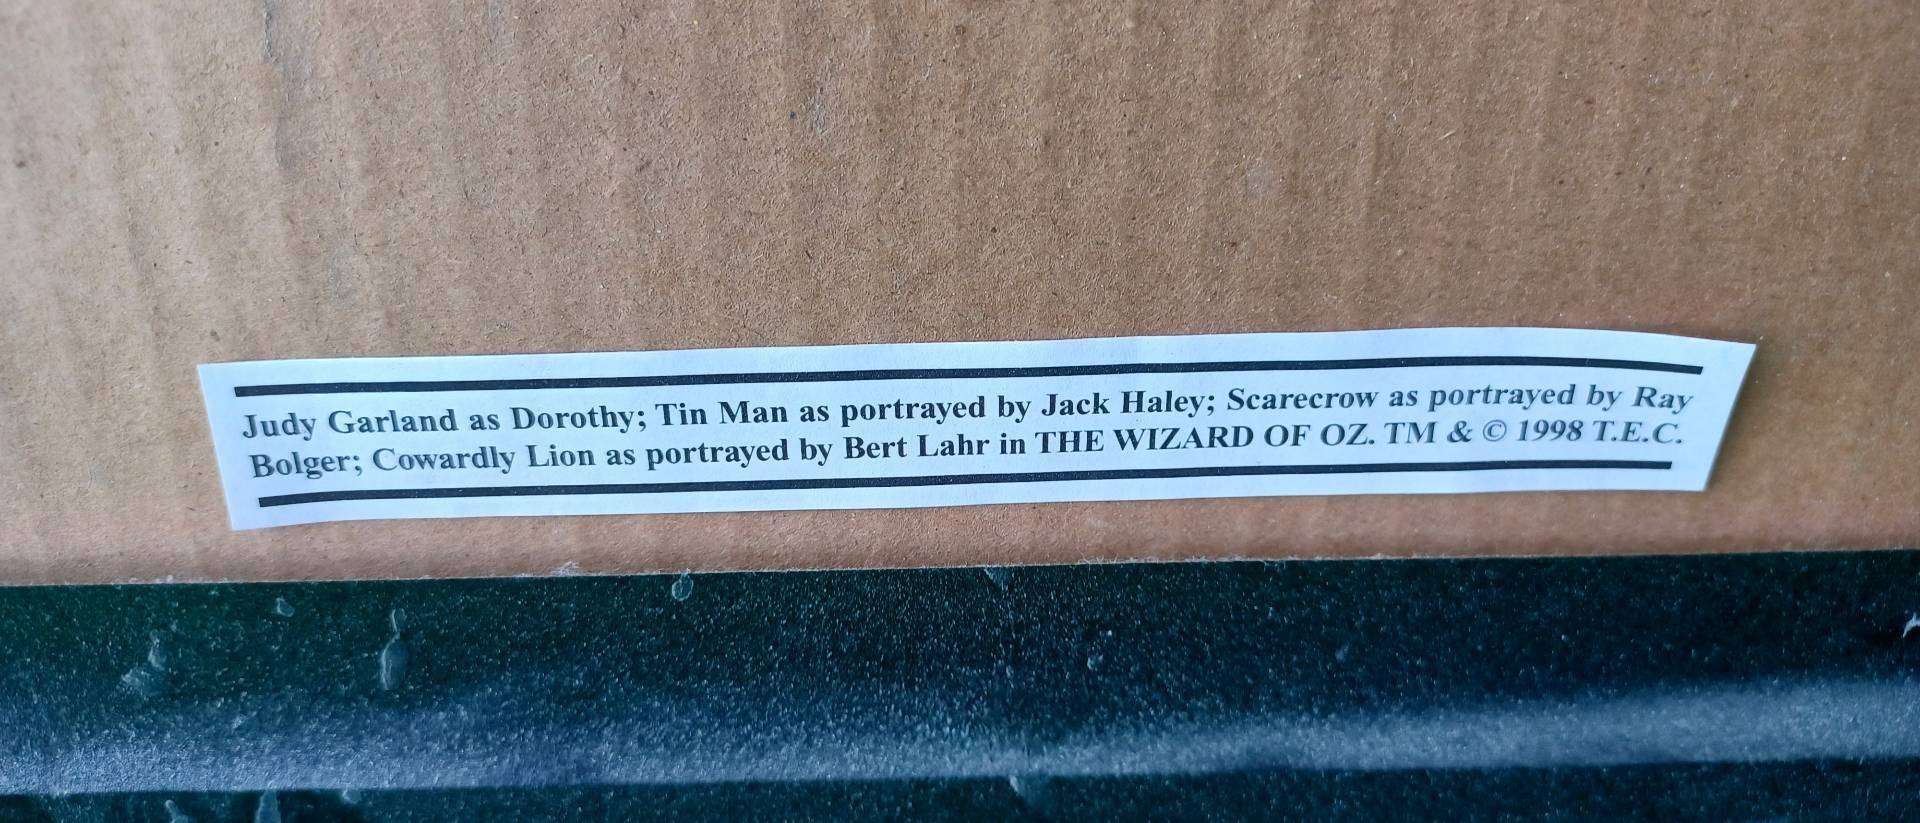 Judy Garland as Dorothy; Tin Man as portrayed by Jack Haley; Scarecrow as portrayed by Ray
Bolger; Cowardly Lion as portrayed by Bert Lahr in THE WIZARD OF OZ. TM & © 1998 T.E.C.